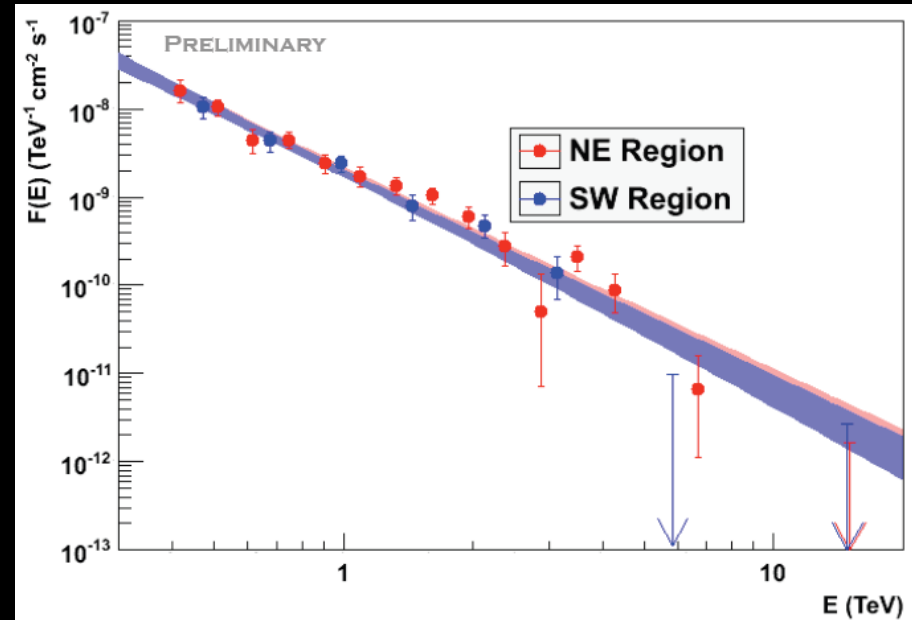 PRELIMINARY
F(E) (TeV⁻¹ cm⁻² s⁻¹)
10⁻⁷
10⁻⁸
10⁻⁹
10⁻¹⁰
10⁻¹¹
10⁻¹²
10⁻¹³
NE Region
SW Region
1
10
E (TeV)